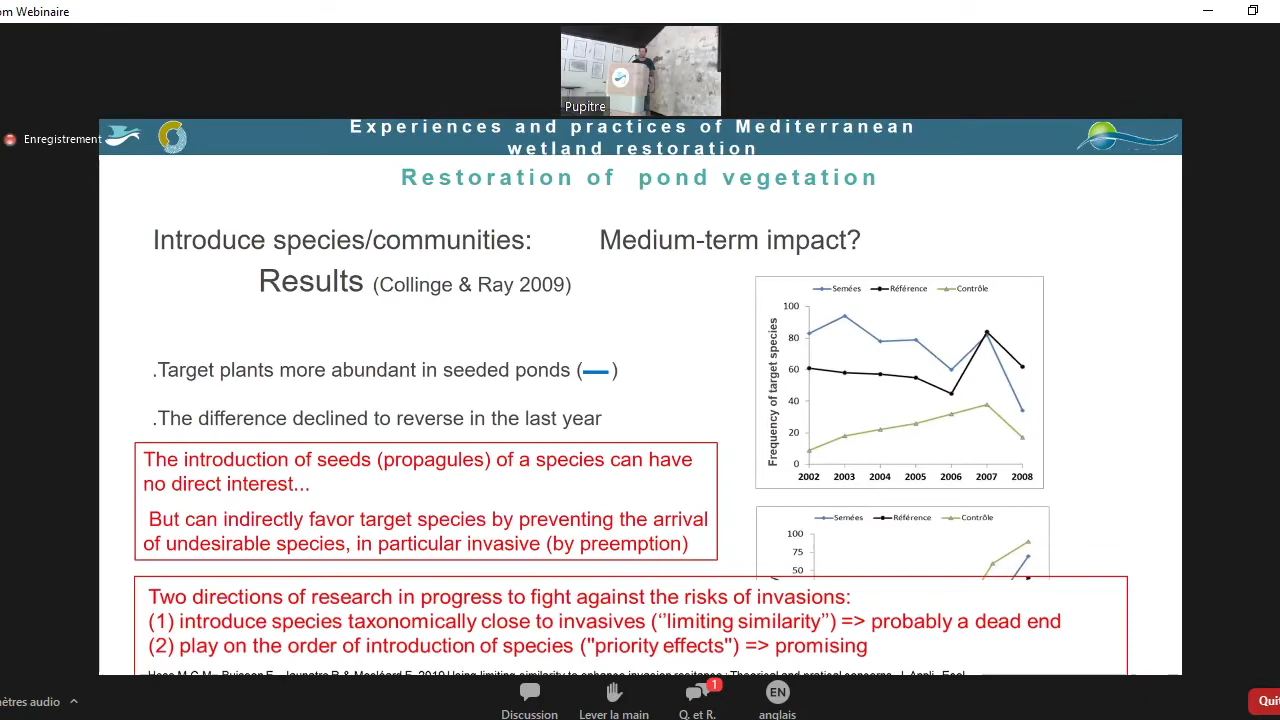 om Webinaire
Pupitre
Enregistrement
Experiences and practices of Mediterranean
wetland restoration
Restoration of pond vegetation
Introduce species/communities: Medium-term impact?
Results (Collinge & Ray 2009)
.Target plants more abundant in seeded ponds ( )
.The difference declined to reverse in the last year
The introduction of seeds (propagules) of a species can have
no direct interest...
But can indirectly favor target species by preventing the arrival
of undesirable species, in particular invasive (by preemption)
Semées Référence Contrôle
Frequency of target species
100
80
60
40
20
0
2002 2003 2004 2005 2006 2007 2008
Semées Référence Contrôle
100
75
50
Two directions of research in progress to fight against the risks of invasions:
(1) introduce species taxonomically close to invasives (‘’limiting similarity’’) => probably a dead end
(2) play on the order of introduction of species ("priority effects") => promising
mètres audio
Discussion
Lever la main
1
Q. et R.
EN
anglais
Quit